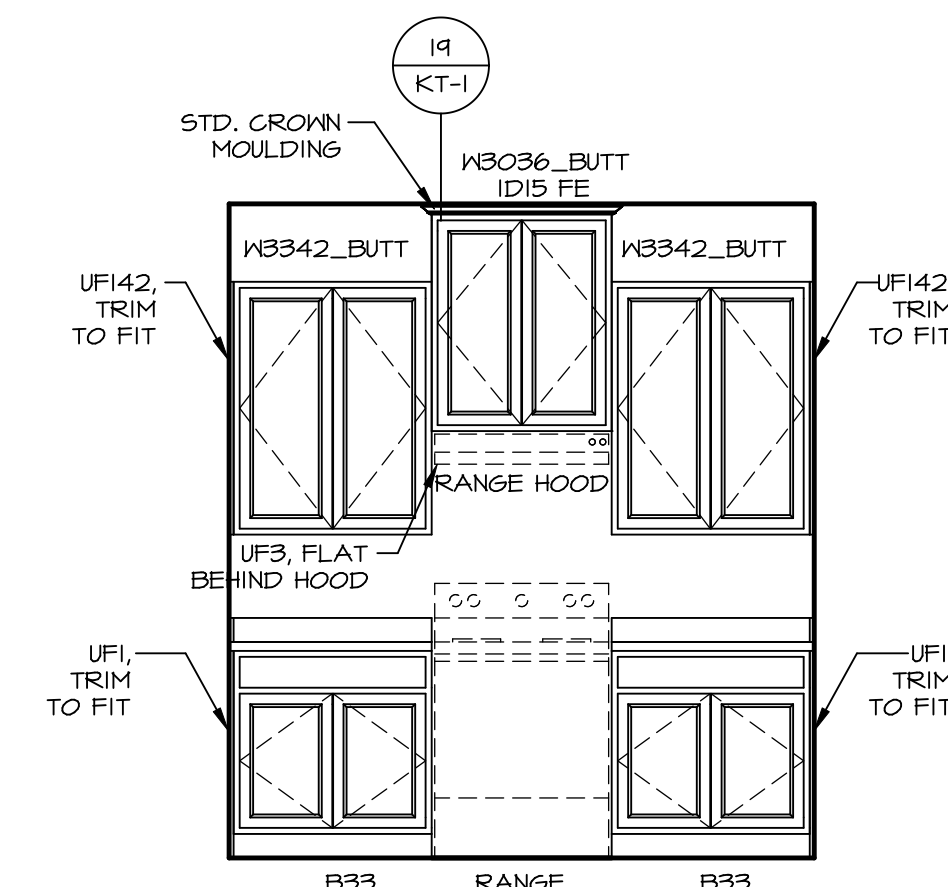 19
KT-1
STD. CROWN
MOULDING
W3036_BUTT
1D15 FE
W3342_BUTT
W3342_BUTT
UF142,
TRIM
TO FIT
UF142
TRIM
TO FIT
RANGE HOOD
UF3, FLAT
BEHIND HOOD
UF1,
TRIM
TO FIT
UF1
TRIM
TO FIT
B33
RANGE
B33